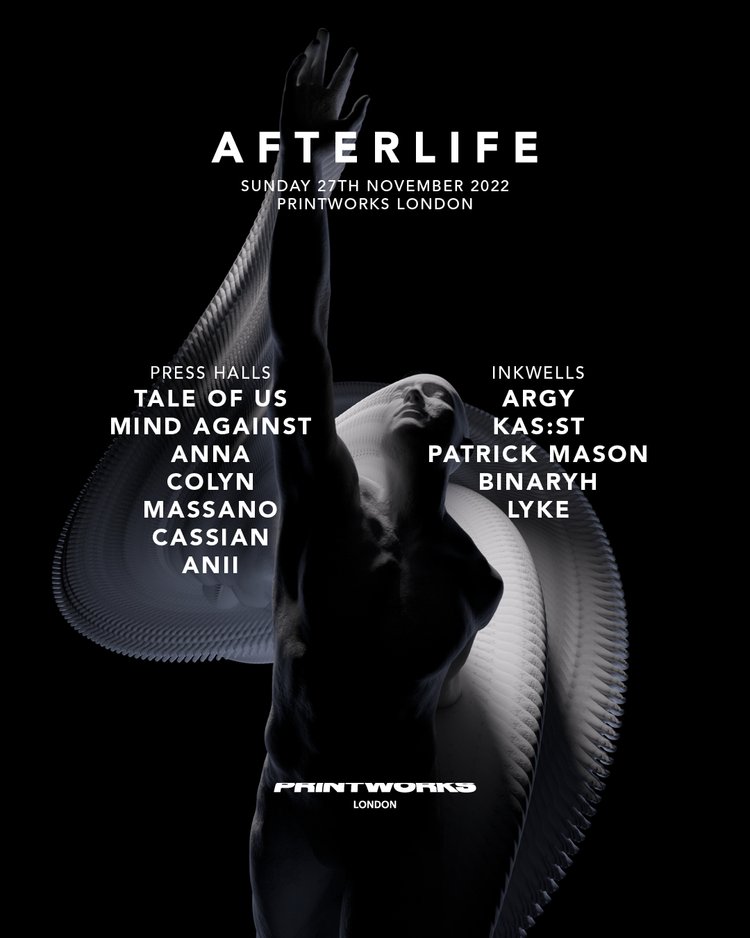 AFTERLIFE
SUNDAY 27TH NOVEMBER 2022
PRINTWORKS LONDON
PRESS HALLS
TALE OF US
MIND AGAINST
ANNA
COLYN
MASSANO
CASSIAN
ANII
INKWELLS
ARGY
KAS:ST
PATRICK MASON
BINARYH
LYKE
PRINTWORKS
LONDON